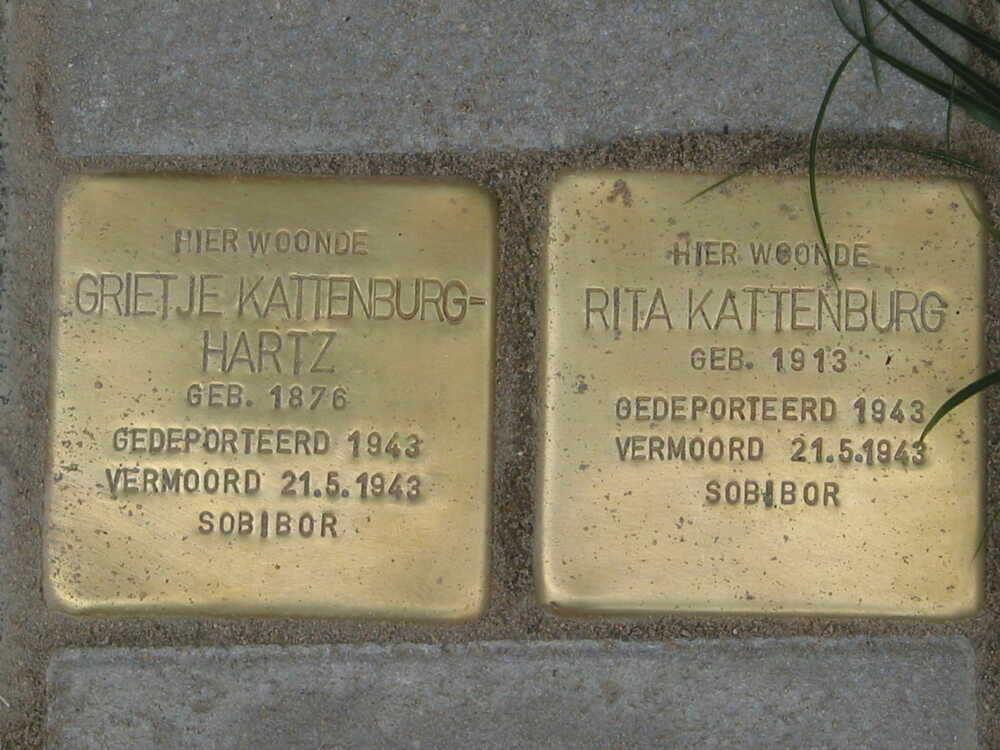 HIER WOONDE
GRIETJE KATTENBURG-
HARTZ
GEB. 1876
GEDEPORTEERD 1943
VERMOORD 21.5.1943
SOBIBOR
HIER WOONDE
RITA KATTENBURG
GEB. 1913
GEDEPORTEERD 1943
VERMOORD 21.5.1943
SOBIBOR